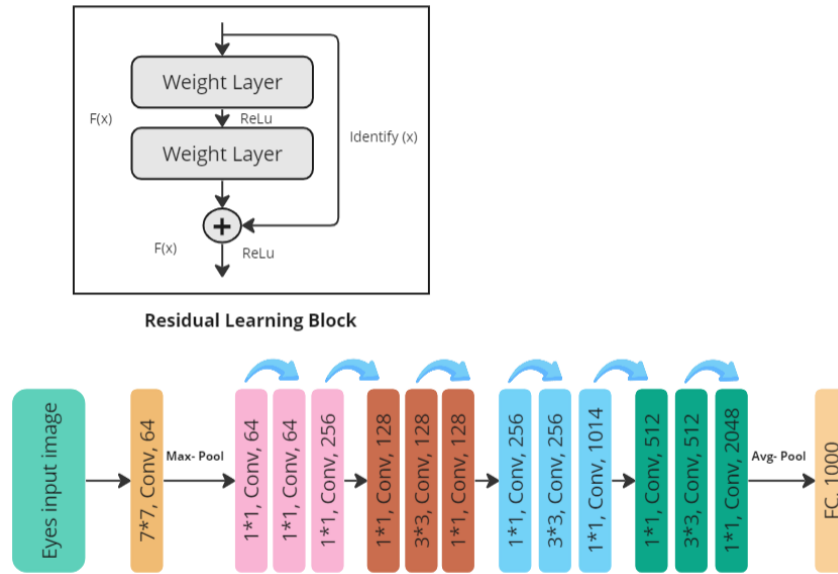 Weight Layer
F(x)
ReLu
Weight Layer
Identify (x)
+
F(x)
ReLu
Residual Learning Block
Eyes input image
7*7, Conv, 64
Max- Pool
1*1, Conv, 64
1*1, Conv, 64
1*1, Conv, 256
1*1, Conv, 128
3*3, Conv, 128
1*1, Conv, 128
1*1, Conv, 256
3*3, Conv, 256
1*1, Conv, 1014
1*1, Conv, 512
3*3, Conv, 512
1*1, Conv, 2048
Avg- Pool
FC, 1000